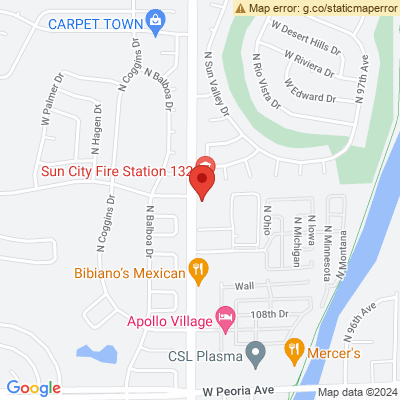 Map error: g.co/staticmaperror
CARPET TOWN
W Desert Hills Dr
W Riviera Dr
N 97th Ave
N Coggins Dr
N Balboa Dr
N Sun Valley Dr
N Rio Vista Dr
W Edward Dr
W Palmer Dr
N Hagen Dr
Sun City Fire Station 132
N Coggins Dr
N Balboa Dr
N Ohio
N Michigan
N Iowa
N Minnesota
N Montana
Bibiano's Mexican
Wall
108th Dr
Apollo Village
N 96th Ave
CSL Plasma
Mercer's
Google
W Peoria Ave
Map data ©2024